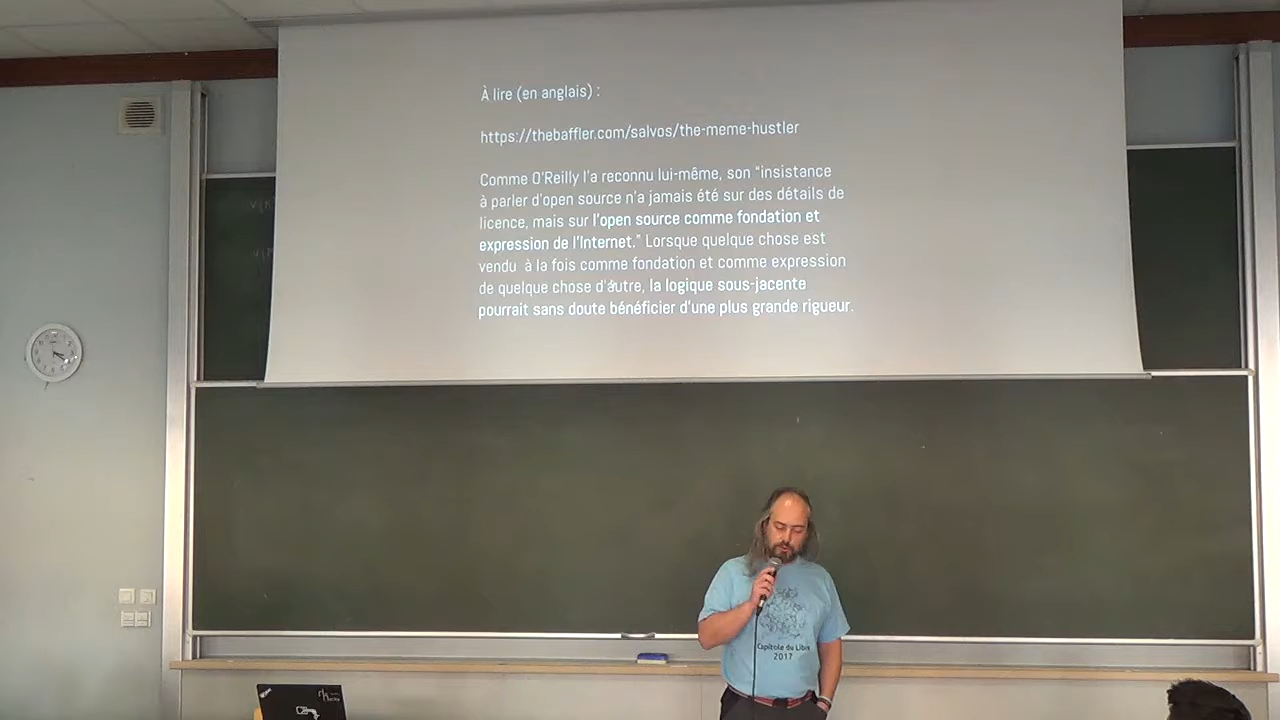 À lire (en anglais) :
https://thebaffler.com/salvos/the-meme-hustler
Comme O'Reilly l'a reconnu lui-même, son "insistance
à parler d'open source n'a jamais été sur des détails de
licence, mais sur l'open source comme fondation et
expression de l'Internet." Lorsque quelque chose est
vendu à la fois comme fondation et comme expression
de quelque chose d'autre, la logique sous-jacente
pourrait sans doute bénéficier d'une plus grande rigueur.
Capitole du Libre
2017